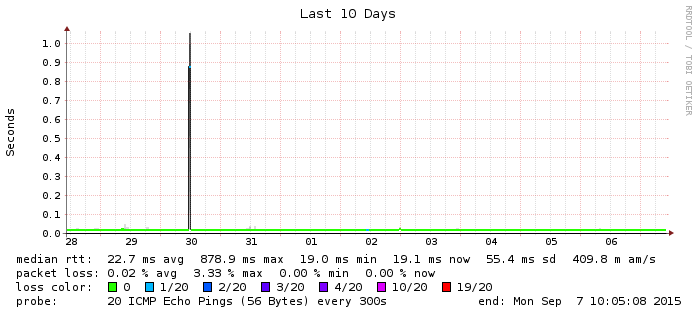 Last 10 Days
RRDTOOL / TOBI OETIKER
Seconds
1.0
0.9
0.8
0.7
0.6
0.5
0.4
0.3
0.2
0.1
0.0
28 29 30 31 01 02 03 04 05 06
median rtt: 22.7 ms avg 878.9 ms max 19.0 ms min 19.1 ms now 55.4 ms sd 409.8 m am/s
packet loss: 0.02 % avg 3.33 % max 0.00 % min 0.00 % now
loss color: 0 1/20 2/20 3/20 4/20 10/20 19/20
probe: 20 ICMP Echo Pings (56 Bytes) every 300s end: Mon Sep 7 10:05:08 2015